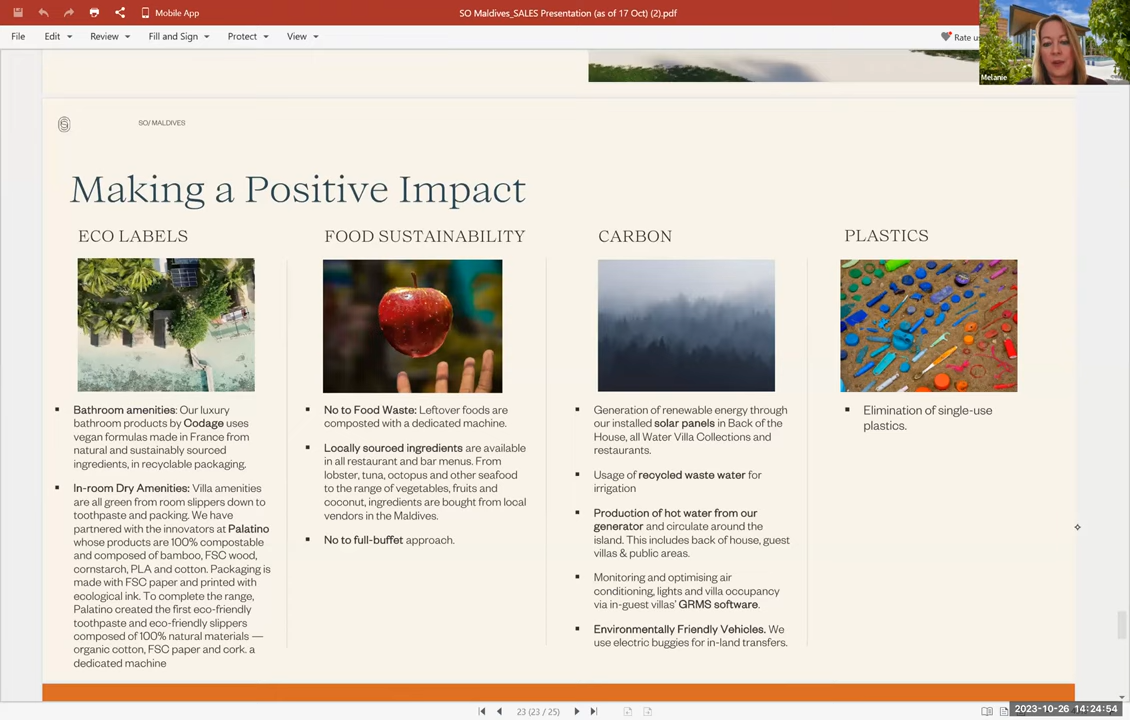 Mobile App
SO Maldives_SALES Presentation (as of 17 Oct) (2).pdf
File
Edit
Review
Fill and Sign
Protect
View
Rate us
Melanie
SO/ MALDIVES
Making a Positive Impact
ECO LABELS
Bathroom amenities: Our luxury
bathroom products by Codage uses
vegan formulas made in France from
natural and sustainably sourced
ingredients, in recyclable packaging.
In-room Dry Amenities: Villa amenities
are all green from room slippers down to
toothpaste and packing. We have
partnered with the innovators at Palatino
whose products are 100% compostable
and composed of bamboo, FSC wood,
cornstarch, PLA and cotton. Packaging is
made with FSC paper and printed with
ecological ink. To complete the range,
Palatino created the first eco-friendly
toothpaste and eco-friendly slippers
composed of 100% natural materials —
organic cotton, FSC paper and cork. a
dedicated machine
FOOD SUSTAINABILITY
No to Food Waste: Leftover foods are
composted with a dedicated machine.
Locally sourced ingredients are available
in all restaurant and bar menus. From
lobster, tuna, octopus and other seafood
to the range of vegetables, fruits and
coconut, ingredients are bought from local
vendors in the Maldives.
No to full-buffet approach.
CARBON
Generation of renewable energy through
our installed solar panels in Back of the
House, all Water Villa Collections and
restaurants.
Usage of recycled waste water for
irrigation
Production of hot water from our
generator and circulate around the
island. This includes back of house, guest
villas & public areas.
Monitoring and optimising air
conditioning, lights and villa occupancy
via in-guest villas' GRMS software.
Environmentally Friendly Vehicles. We
use electric buggies for in-land transfers.
PLASTICS
Elimination of single-use
plastics.
23 (23 / 25)
2023-10-26 14:24:54